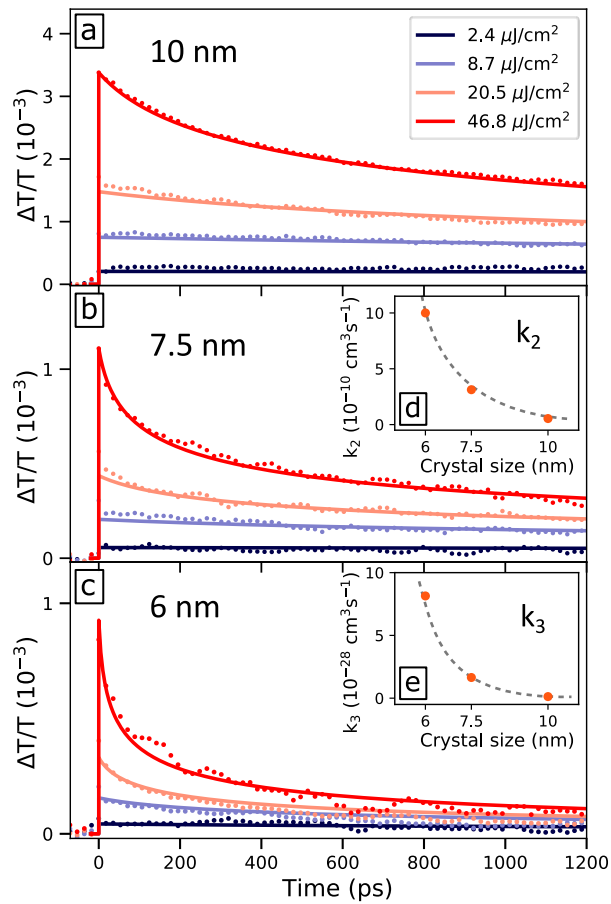 a
10 nm
2.4 μJ/cm²
8.7 μJ/cm²
20.5 μJ/cm²
46.8 μJ/cm²
ΔT/T (10⁻³)
4
3
2
1
0
b
7.5 nm
ΔT/T (10⁻³)
1
0
k₂
d
k₂ (10⁻¹⁰ cm³s⁻¹)
10
5
0
6 7.5 10
Crystal size (nm)
c
6 nm
ΔT/T (10⁻³)
1
0
k₃
e
k₃ (10⁻²⁸ cm³s⁻¹)
10
5
0
6 7.5 10
Crystal size (nm)
0 200 400 600 800 1000 1200
Time (ps)